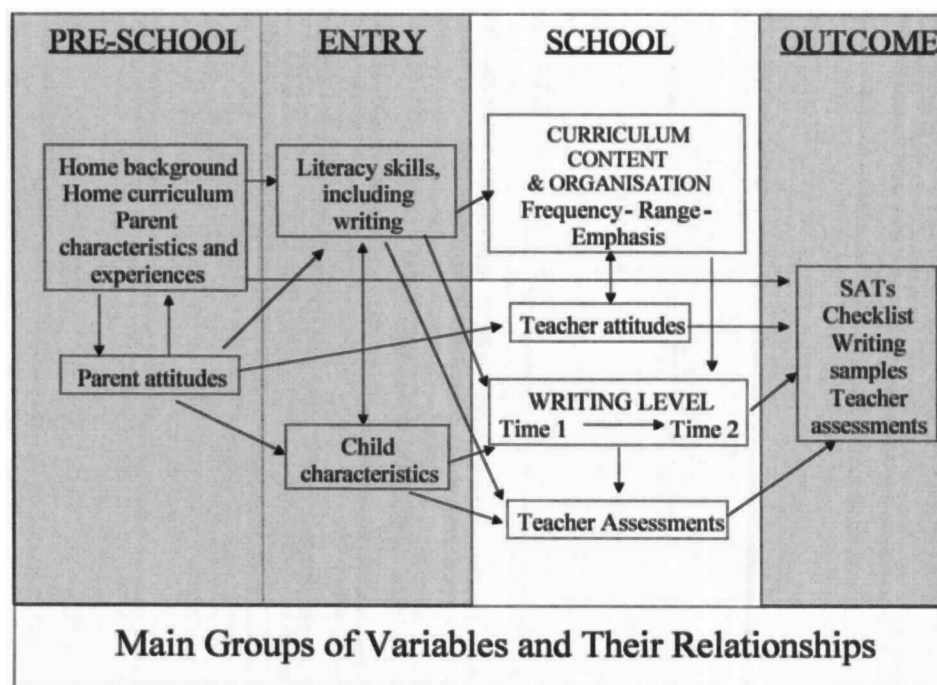 PRE-SCHOOL
ENTRY
SCHOOL
OUTCOME
Home background
Home curriculum
Parent
characteristics and
experiences
Parent attitudes
Literacy skills,
including
writing
Child
characteristics
CURRICULUM
CONTENT
& ORGANISATION
Frequency - Range -
Emphasis
Teacher attitudes
WRITING LEVEL
Time 1 Time 2
Teacher Assessments
SATs
Checklist
Writing
samples
Teacher
assessments
Main Groups of Variables and Their Relationships